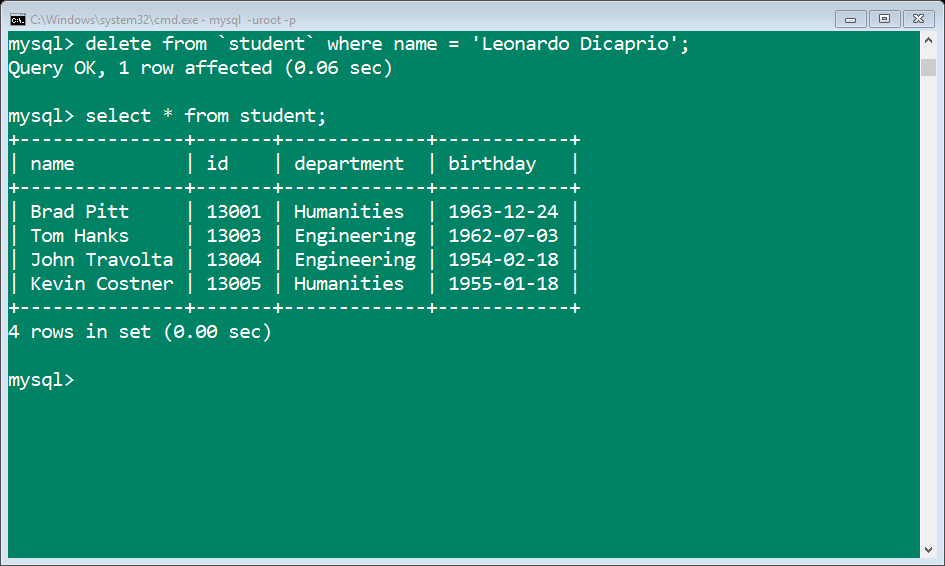 C:\Windows\system32\cmd.exe - mysql  -uroot -p
mysql> delete from `student` where name = 'Leonardo Dicaprio';
Query OK, 1 row affected (0.06 sec)
mysql> select * from student;
+---------------+-------+-------------+------------+
| name          | id    | department  | birthday   |
+---------------+-------+-------------+------------+
| Brad Pitt     | 13001 | Humanities  | 1963-12-24 |
| Tom Hanks     | 13003 | Engineering | 1962-07-03 |
| John Travolta | 13004 | Engineering | 1954-02-18 |
| Kevin Costner | 13005 | Humanities  | 1955-01-18 |
+---------------+-------+-------------+------------+
4 rows in set (0.00 sec)
mysql>